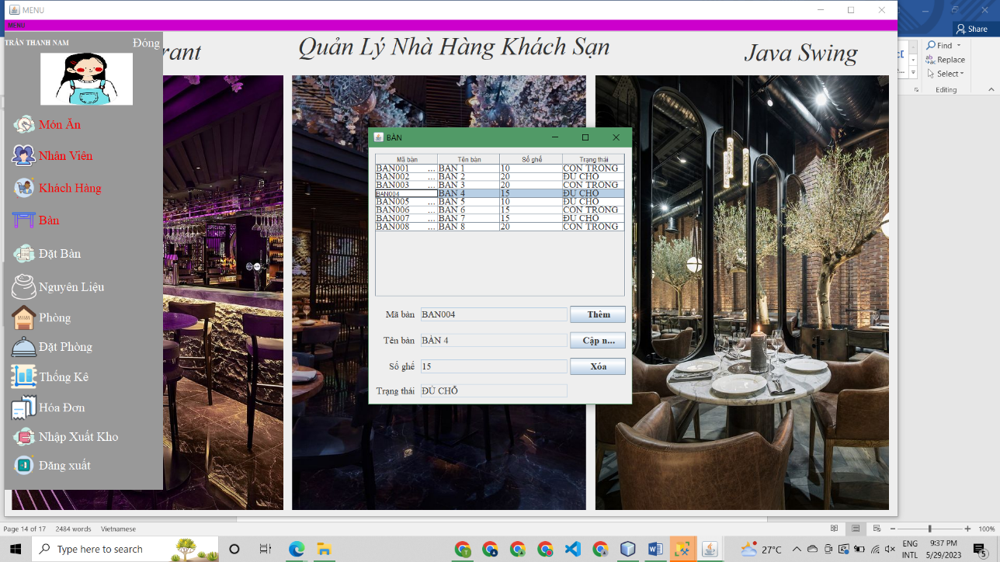 MENU
MENU
TRẦN THANH NAM
Đóng
rant
Quản Lý Nhà Hàng Khách Sạn
Java Swing
Món Ăn
Nhân Viên
Khách Hàng
Bàn
Đặt Bàn
Nguyên Liệu
Phòng
Đặt Phòng
Thống Kê
Hóa Đơn
Nhập Xuất Kho
Đăng xuất
BÀN
Mã bàn Tên bàn Số ghế Trạng thái
BAN001 ... BÀN 1 10 CÒN TRỐNG
BAN002 ... BÀN 2 20 ĐỦ CHỖ
BAN003 ... BÀN 3 20 CÒN TRỐNG
BAN004 BÀN 4 15 ĐỦ CHỖ
BAN005 ... BÀN 5 10 ĐỦ CHỖ
BAN006 ... BÀN 6 15 CÒN TRỐNG
BAN007 ... BÀN 7 15 ĐỦ CHỖ
BAN008 ... BÀN 8 20 CÒN TRỐNG
Mã bàn BAN004 Thêm
Tên bàn BÀN 4 Cập n...
Số ghế 15 Xóa
Trạng thái ĐỦ CHỖ
Share
Find
Replace
Select
Editing
Page 14 of 17 2484 words Vietnamese
100%
Type here to search
27°C
ENG
INTL
9:37 PM
5/29/2023
5